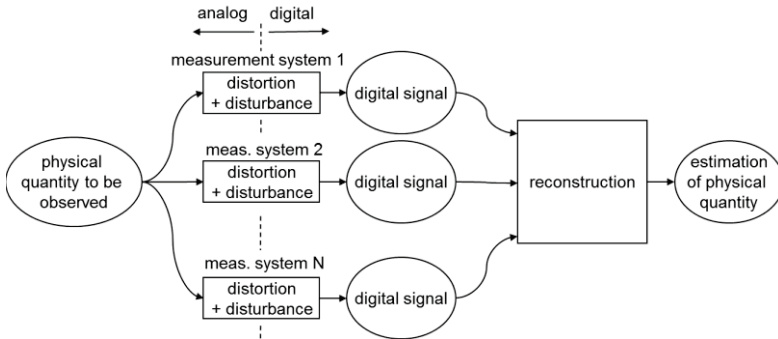 analog
digital
measurement system 1
distortion
+ disturbance
digital signal
physical
quantity to be
observed
meas. system 2
distortion
+ disturbance
digital signal
reconstruction
estimation
of physical
quantity
meas. system N
distortion
+ disturbance
digital signal